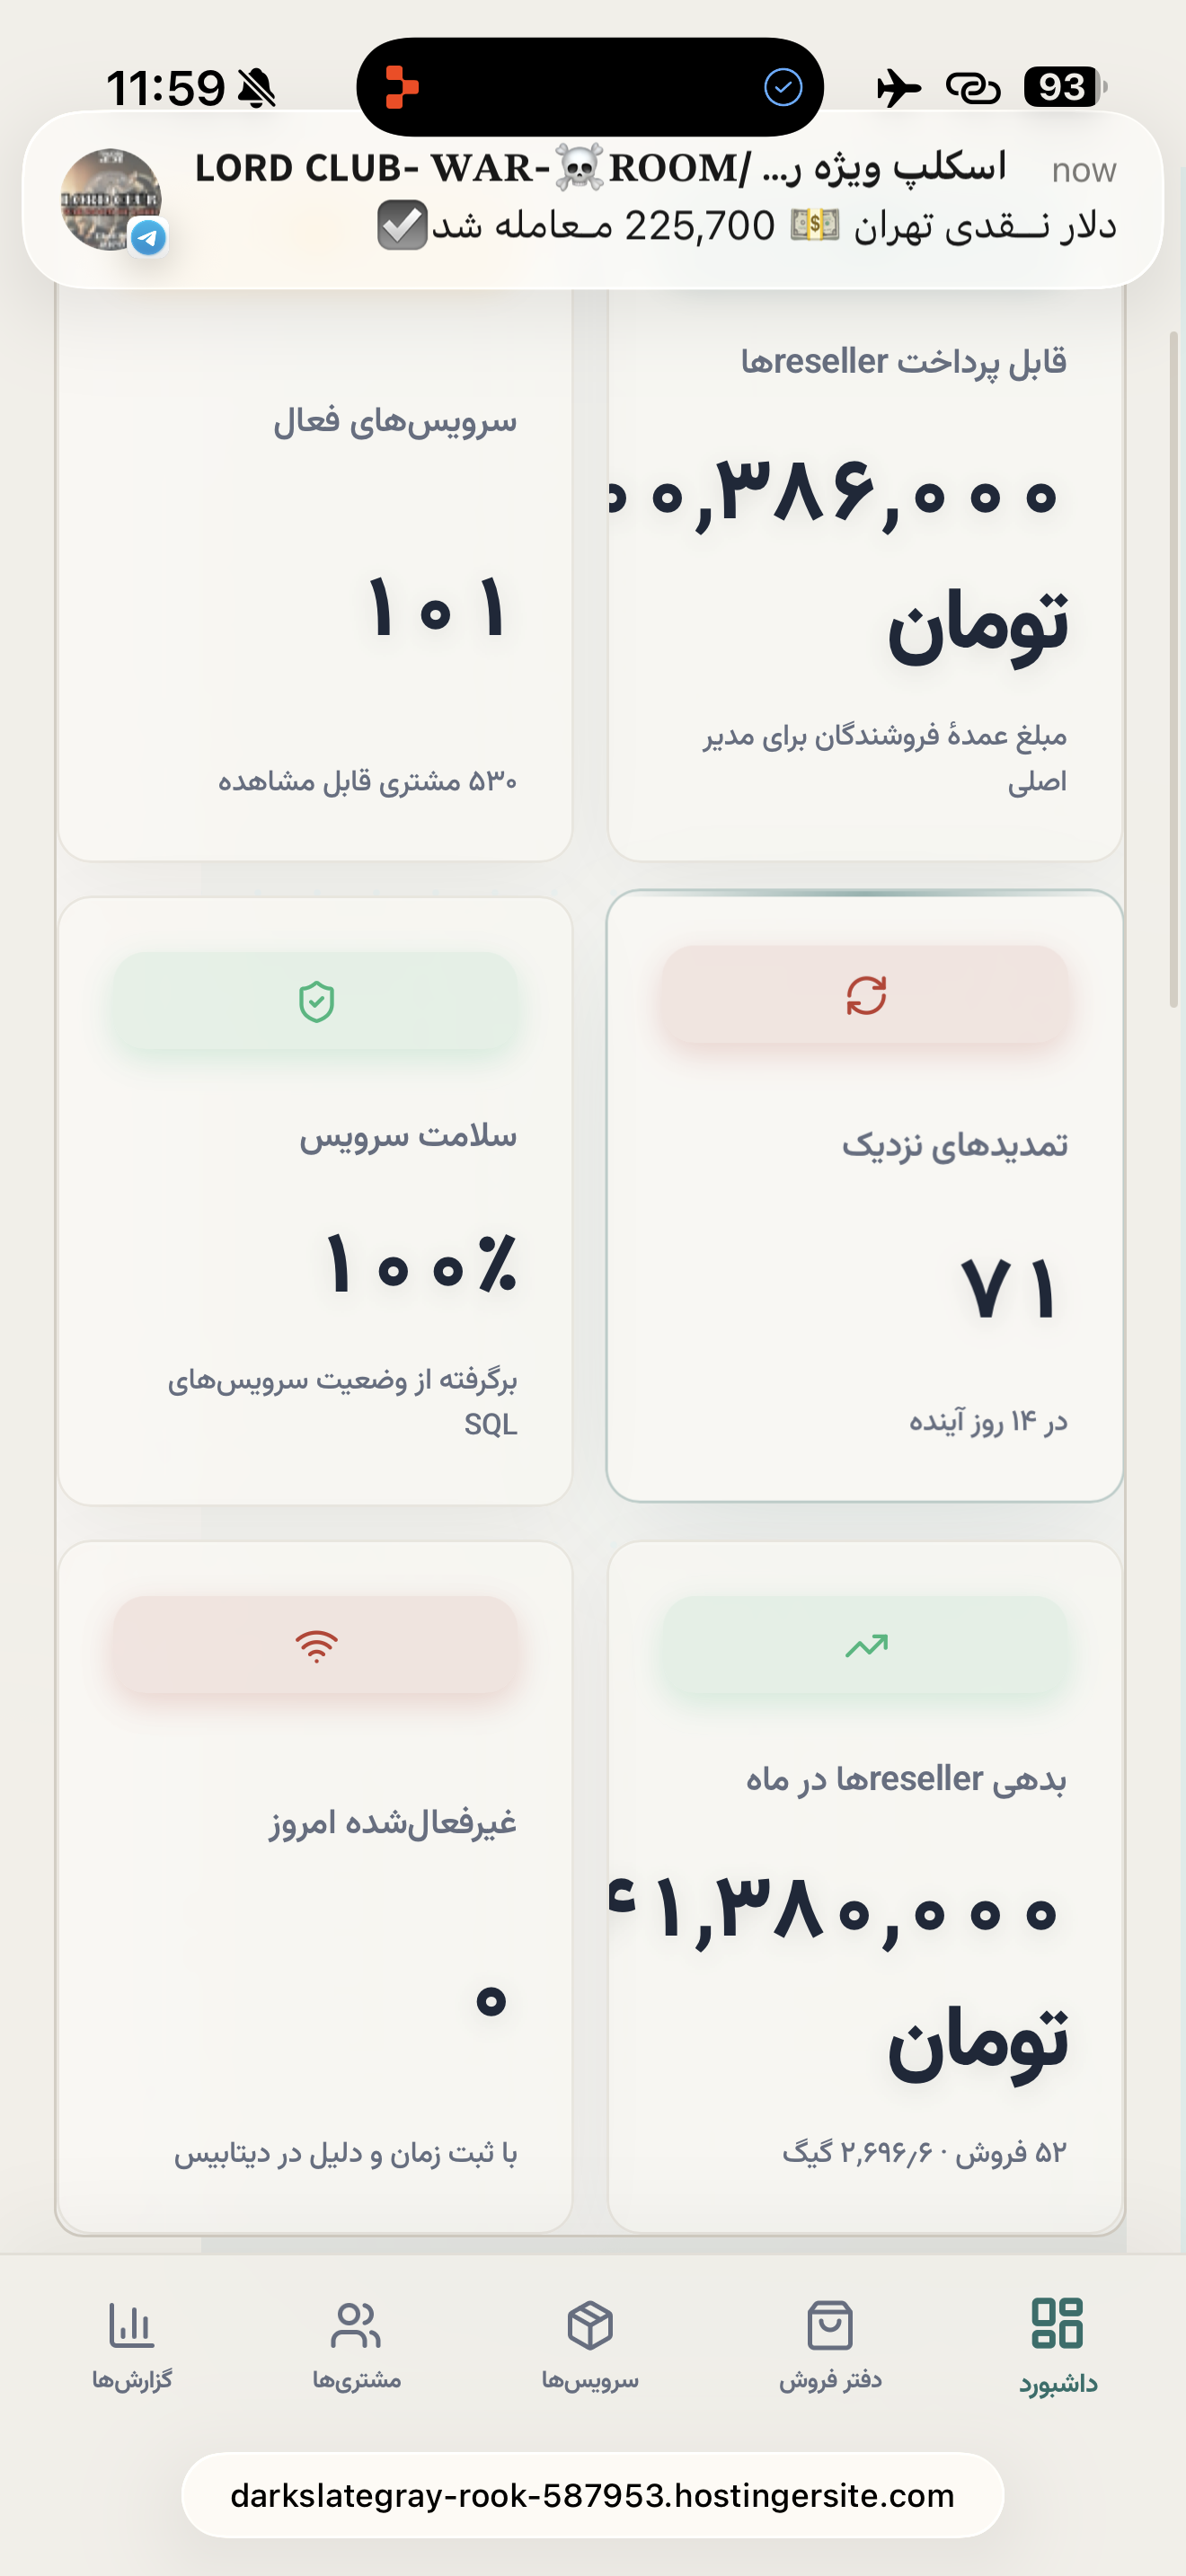 11:59
93
LORD CLUB- WAR-☠️ROOM/ اسکلپ ویژه ر...
now
دلار نــقدی تهران 💵 225,700 مـعامله شد☑️
قابل پرداخت resellerها
۰۰,۳۸۶,۰۰۰
تومان
مبلغ عمدهٔ فروشندگان برای مدیر
اصلی
سرویس‌های فعال
۱۰۱
۵۳۰ مشتری قابل مشاهده
تمدیدهای نزدیک
۷۱
در ۱۴ روز آینده
سلامت سرویس
۱۰۰٪
برگرفته از وضعیت سرویس‌های
SQL
بدهی resellerها در ماه
۱,۳۸۰,۰۰۰
تومان
۵۲ فروش · ۲,۶۹۶٫۶ گیگ
غیرفعال‌شده امروز
۰
با ثبت زمان و دلیل در دیتابیس
داشبورد
دفتر فروش
سرویس‌ها
مشتری‌ها
گزارش‌ها
darkslategray-rook-587953.hostingersite.com